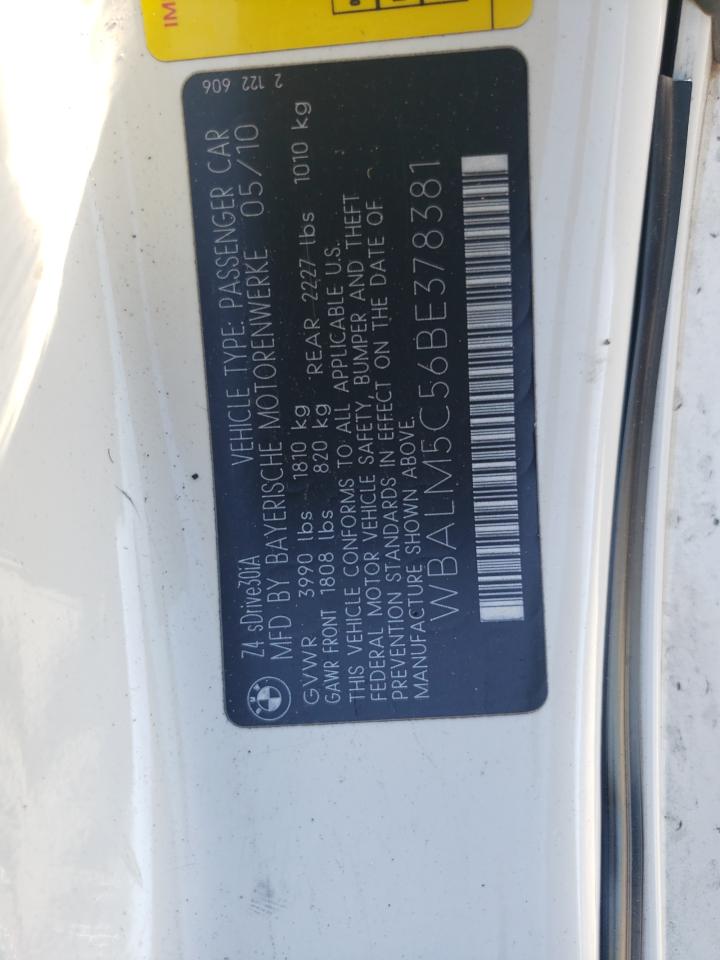 IM
2 122 606
Z4 sDrive30iA VEHICLE TYPE: PASSENGER CAR
MFD BY BAYERISCHE MOTORENWERKE 05/10
GVWR 3990 lbs 1810 kg
GAWR FRONT 1808 lbs 820 kg REAR 2227 lbs 1010 kg
THIS VEHICLE CONFORMS TO ALL APPLICABLE U.S.
FEDERAL MOTOR VEHICLE SAFETY, BUMPER AND THEFT
PREVENTION STANDARDS IN EFFECT ON THE DATE OF
MANUFACTURE SHOWN ABOVE.
WBALM5C56BE378381